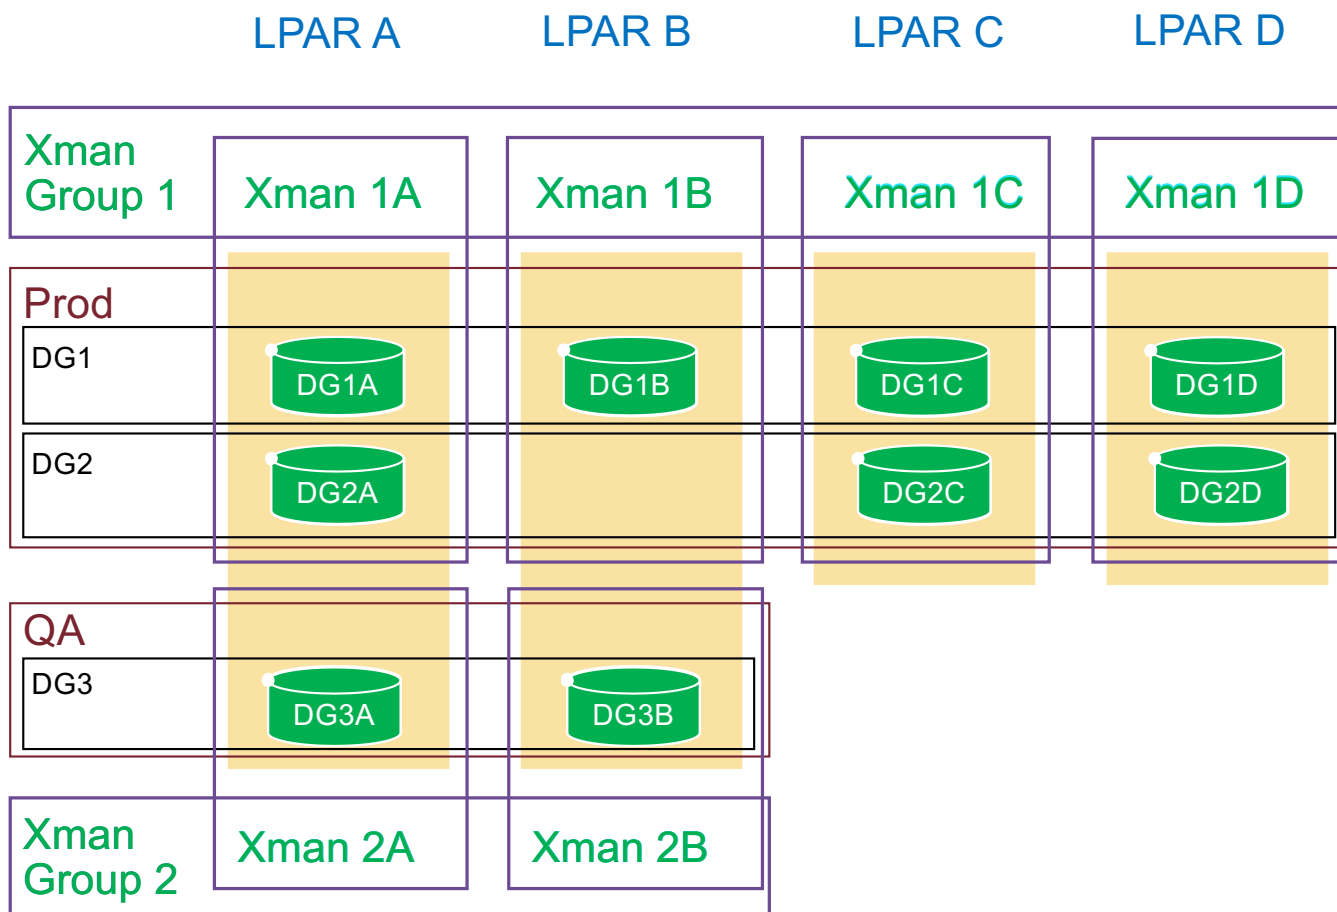 LPAR A
LPAR B
LPAR C
LPAR D
Xman
Group 1
Xman 1A
Xman 1B
Xman 1C
Xman 1D
Prod
DG1
DG1A
DG1B
DG1C
DG1D
DG2
DG2A
DG2C
DG2D
QA
DG3
DG3A
DG3B
Xman
Group 2
Xman 2A
Xman 2B